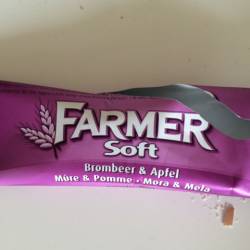 FARMER
Soft
Brombeer & Apfel
Mûre & Pomme · Mora & Mela